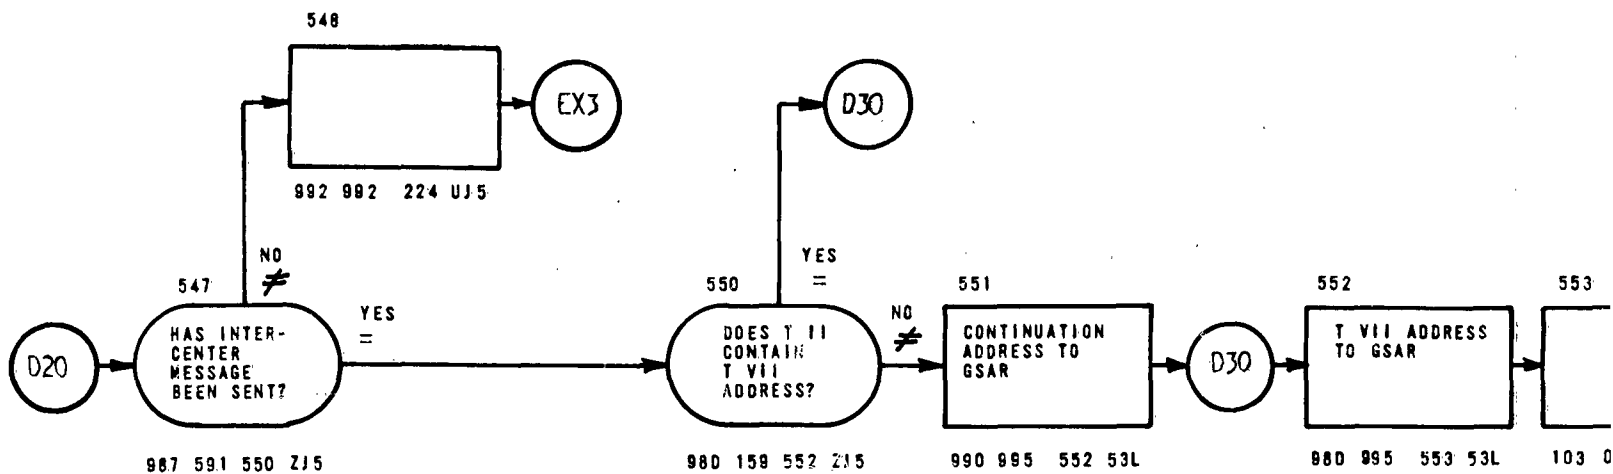 548
EX3
992 992 224 UJ5
D30
NO
≠
547
YES
=
D20
HAS INTER-
CENTER
MESSAGE
BEEN SENT?
987 591 550 ZJ5
YES
=
550
NO
≠
DOES T II
CONTAIN
T VII
ADDRESS?
980 159 552 ZJ5
551
CONTINUATION
ADDRESS TO
GSAR
990 995 552 53L
D30
552
T VII ADDRESS
TO GSAR
980 995 553 53L
553
103